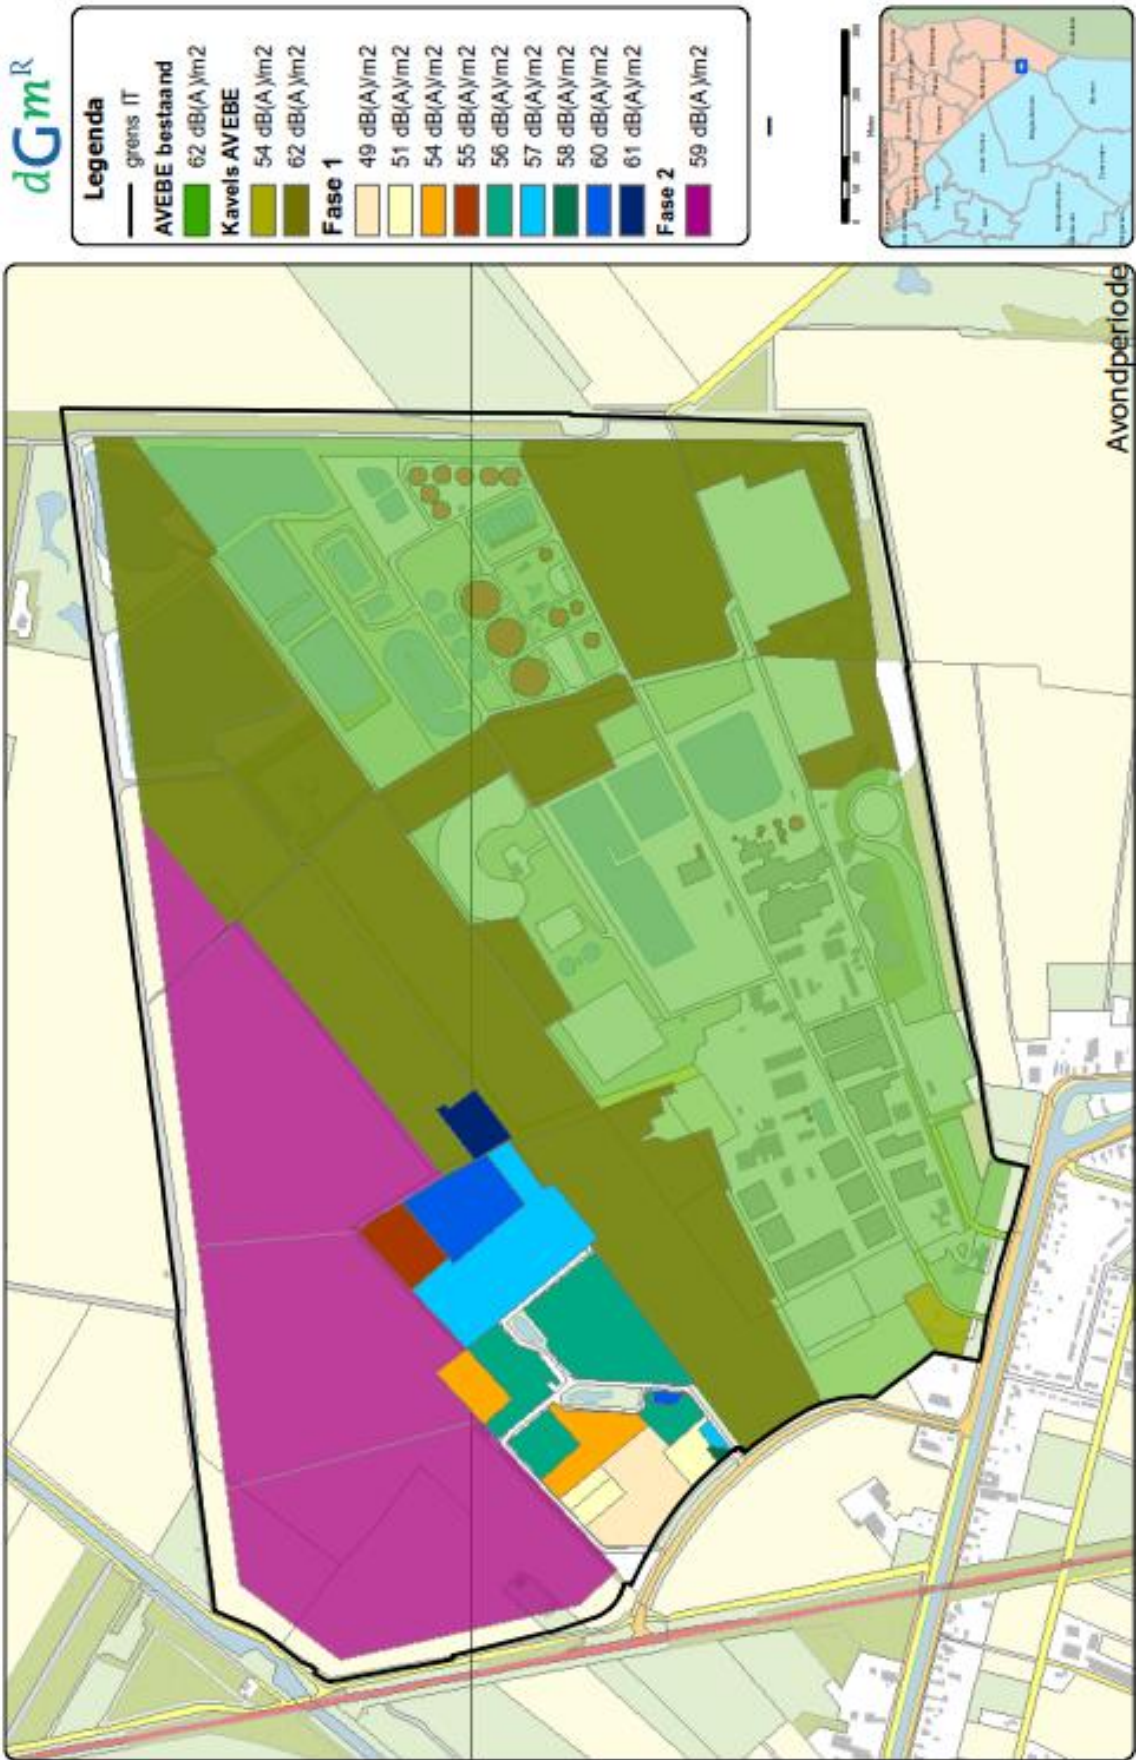 dGmR
Legenda
grens IT
AVEBE bestaand
62 dB(A)/m2
Kavels AVEBE
54 dB(A)/m2
62 dB(A)/m2
Fase 1
49 dB(A)/m2
51 dB(A)/m2
54 dB(A)/m2
55 dB(A)/m2
56 dB(A)/m2
57 dB(A)/m2
58 dB(A)/m2
60 dB(A)/m2
61 dB(A)/m2
Fase 2
59 dB(A)/m2
Avondperiode